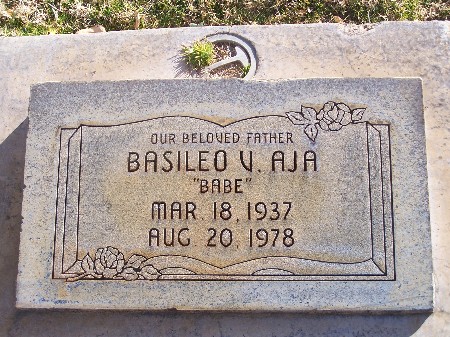 OUR BELOVED FATHER
BASILEO V. AJA
"BABE"
MAR. 18, 1937
AUG 20, 1978